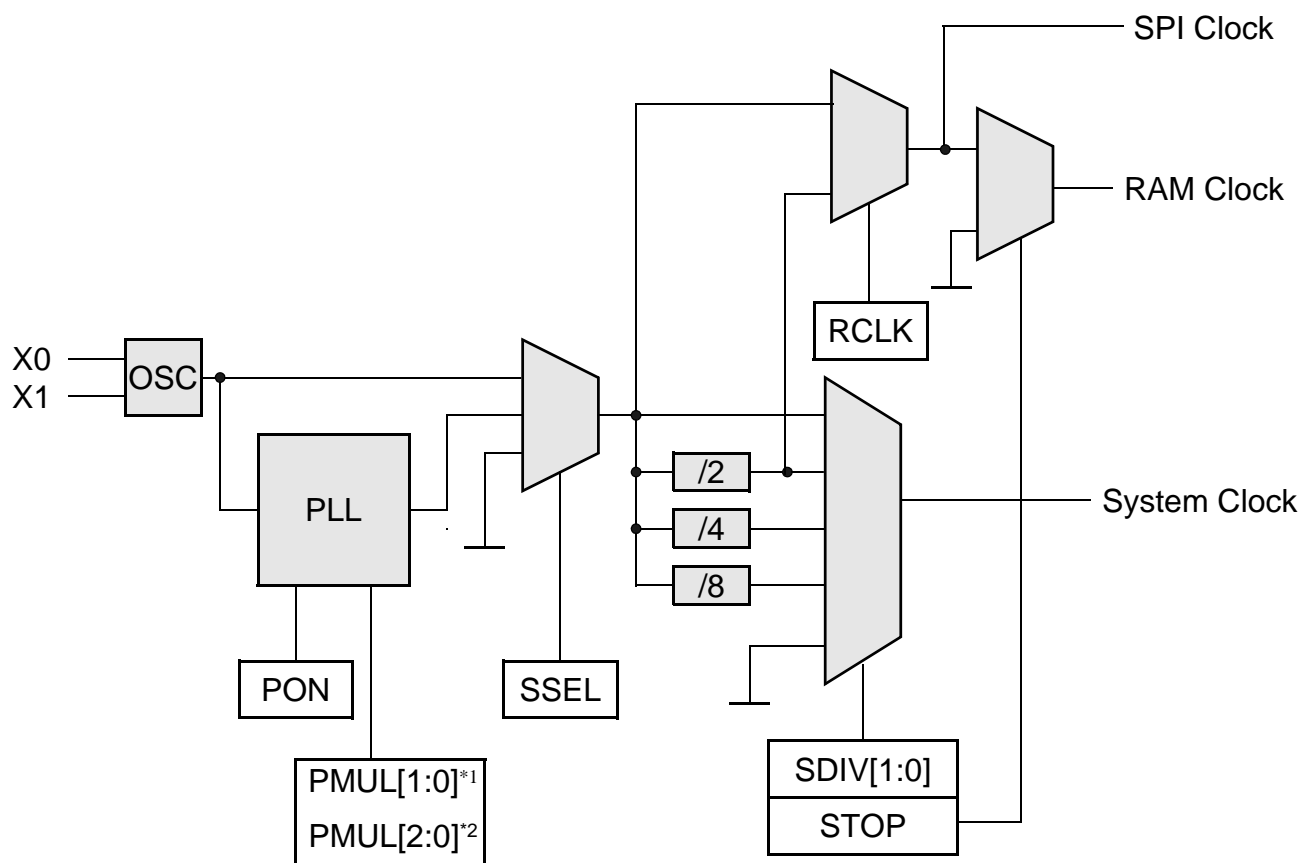 SPI Clock
RAM Clock
RCLK
X0
X1
OSC
PLL
/2
/4
/8
System Clock
PON
SSEL
PMUL[1:0]*1
PMUL[2:0]*2
SDIV[1:0]
STOP